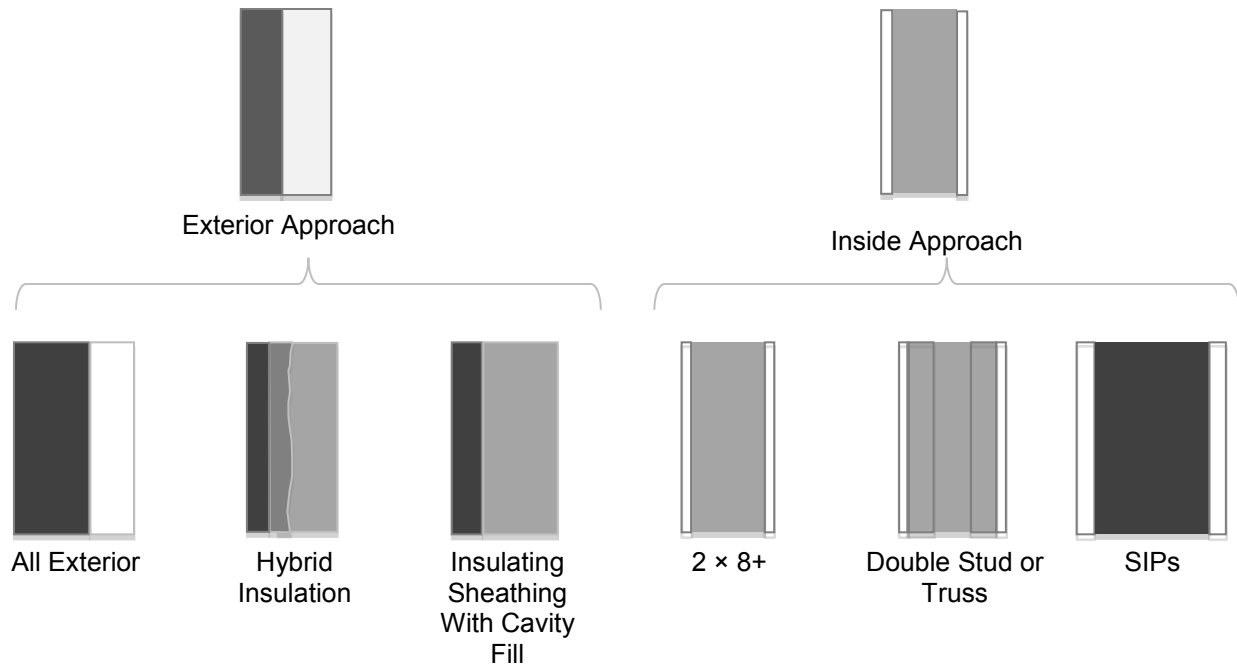 Exterior Approach
Inside Approach
All Exterior
Hybrid
Insulation
Insulating
Sheathing
With Cavity
Fill
2 × 8+
Double Stud or
Truss
SIPs